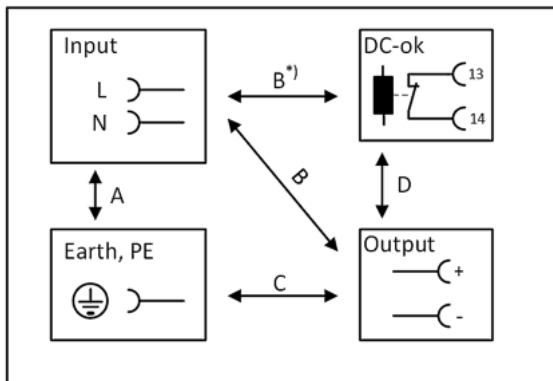 Input
L
N
DC-ok
13
14
B*)
A
B
D
Earth, PE
C
Output
+
-